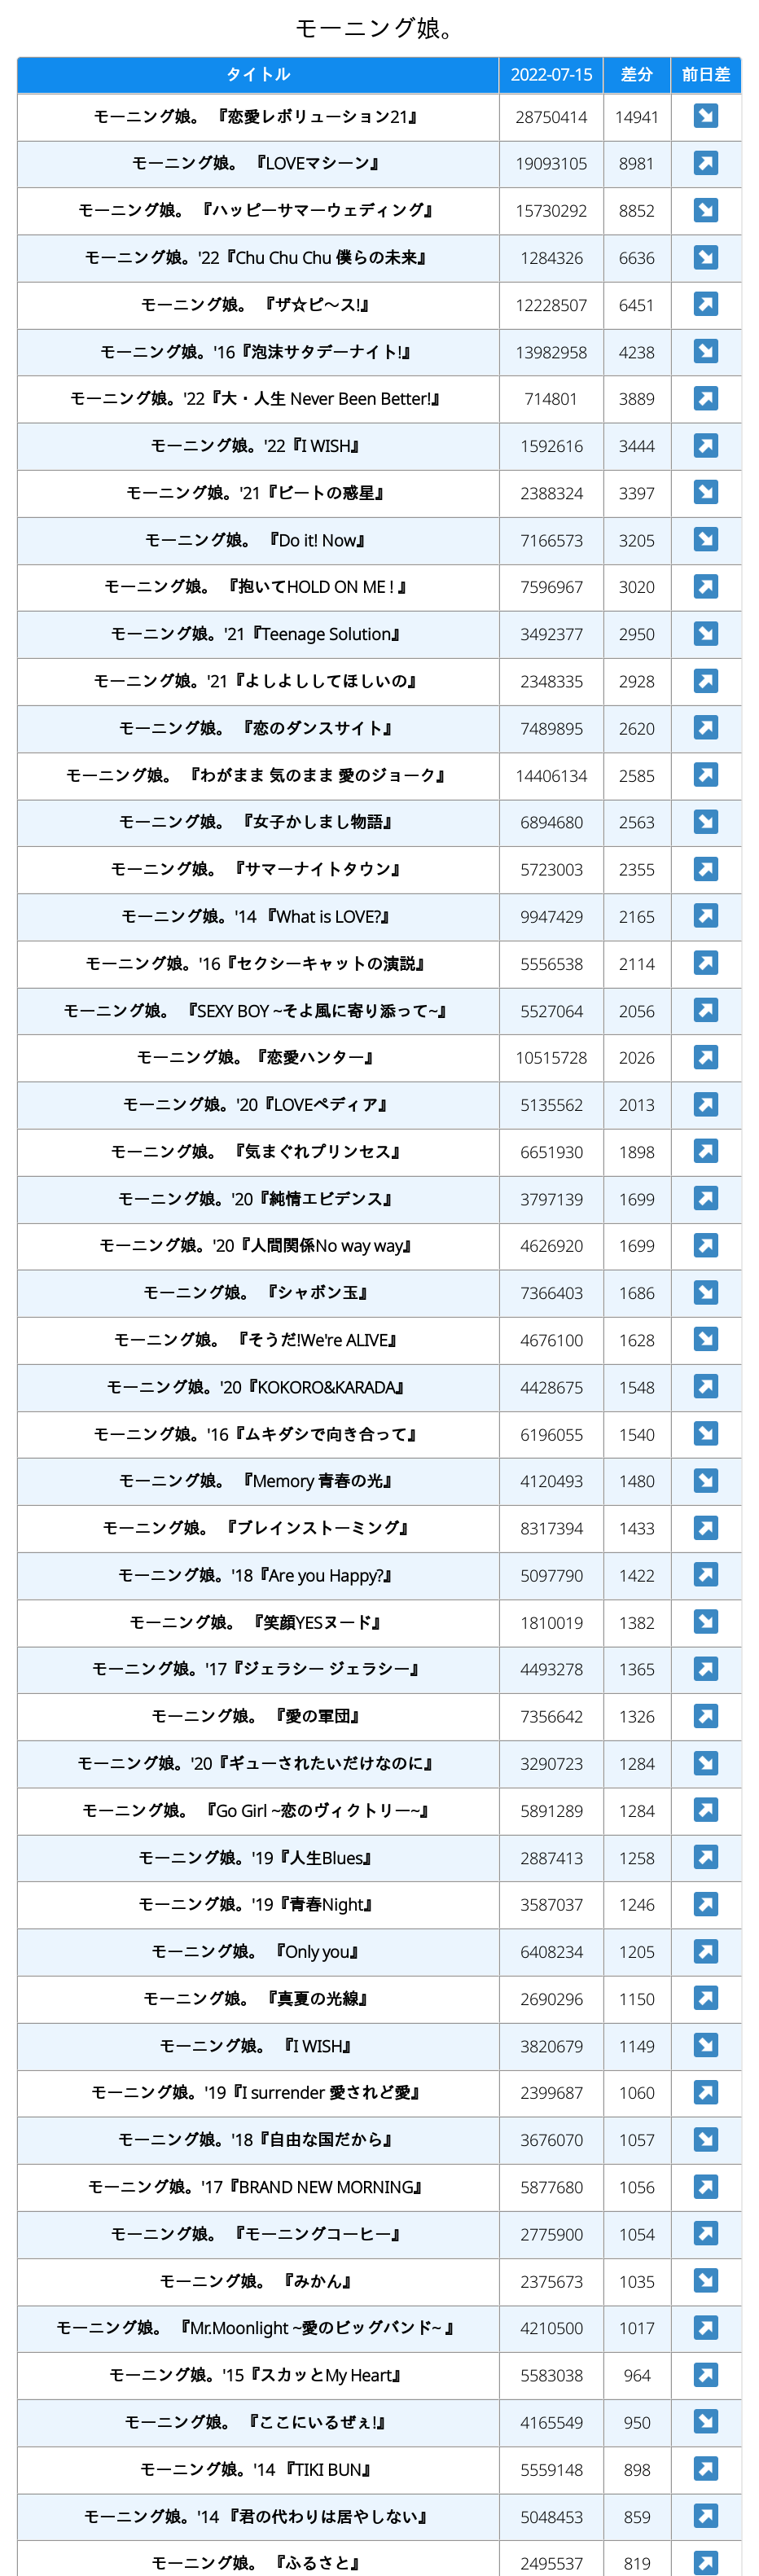 モーニング娘。
タイトル 2022-07-15 差分 前日差
モーニング娘。 『恋愛レボリューション21』 28750414 14941
モーニング娘。 『LOVEマシーン』 19093105 8981
モーニング娘。 『ハッピーサマーウェディング』 15730292 8852
モーニング娘。'22『Chu Chu Chu 僕らの未来』 1284326 6636
モーニング娘。 『ザ☆ピ〜ス!』 12228507 6451
モーニング娘。'16『泡沫サタデーナイト!』 13982958 4238
モーニング娘。'22『大・人生 Never Been Better!』 714801 3889
モーニング娘。'22『I WISH』 1592616 3444
モーニング娘。'21『ビートの惑星』 2388324 3397
モーニング娘。 『Do it! Now』 7166573 3205
モーニング娘。 『抱いてHOLD ON ME ! 』 7596967 3020
モーニング娘。'21『Teenage Solution』 3492377 2950
モーニング娘。'21『よしよししてほしいの』 2348335 2928
モーニング娘。 『恋のダンスサイト』 7489895 2620
モーニング娘。 『わがまま 気のまま 愛のジョーク』 14406134 2585
モーニング娘。 『女子かしまし物語』 6894680 2563
モーニング娘。 『サマーナイトタウン』 5723003 2355
モーニング娘。'14 『What is LOVE?』 9947429 2165
モーニング娘。'16『セクシーキャットの演説』 5556538 2114
モーニング娘。 『SEXY BOY ~そよ風に寄り添って~』 5527064 2056
モーニング娘。『恋愛ハンター』 10515728 2026
モーニング娘。'20『LOVEペディア』 5135562 2013
モーニング娘。 『気まぐれプリンセス』 6651930 1898
モーニング娘。'20『純情エビデンス』 3797139 1699
モーニング娘。'20『人間関係No way way』 4626920 1699
モーニング娘。 『シャボン玉』 7366403 1686
モーニング娘。 『そうだ!We're ALIVE』 4676100 1628
モーニング娘。'20『KOKORO&KARADA』 4428675 1548
モーニング娘。'16『ムキダシで向き合って』 6196055 1540
モーニング娘。 『Memory 青春の光』 4120493 1480
モーニング娘。 『ブレインストーミング』 8317394 1433
モーニング娘。'18『Are you Happy?』 5097790 1422
モーニング娘。 『笑顔YESヌード』 1810019 1382
モーニング娘。'17『ジェラシー ジェラシー』 4493278 1365
モーニング娘。 『愛の軍団』 7356642 1326
モーニング娘。'20『ギューされたいだけなのに』 3290723 1284
モーニング娘。 『Go Girl ~恋のヴィクトリー~』 5891289 1284
モーニング娘。'19『人生Blues』 2887413 1258
モーニング娘。'19『青春Night』 3587037 1246
モーニング娘。 『Only you』 6408234 1205
モーニング娘。 『真夏の光線』 2690296 1150
モーニング娘。 『I WISH』 3820679 1149
モーニング娘。'19『I surrender 愛されど愛』 2399687 1060
モーニング娘。'18『自由な国だから』 3676070 1057
モーニング娘。'17『BRAND NEW MORNING』 5877680 1056
モーニング娘。 『モーニングコーヒー』 2775900 1054
モーニング娘。 『みかん』 2375673 1035
モーニング娘。 『Mr.Moonlight ~愛のビッグバンド~ 』 4210500 1017
モーニング娘。'15『スカッとMy Heart』 5583038 964
モーニング娘。 『ここにいるぜぇ!』 4165549 950
モーニング娘。'14 『TIKI BUN』 5559148 898
モーニング娘。'14 『君の代わりは居やしない』 5048453 859
モーニング娘。 『ふるさと』 2495537 819